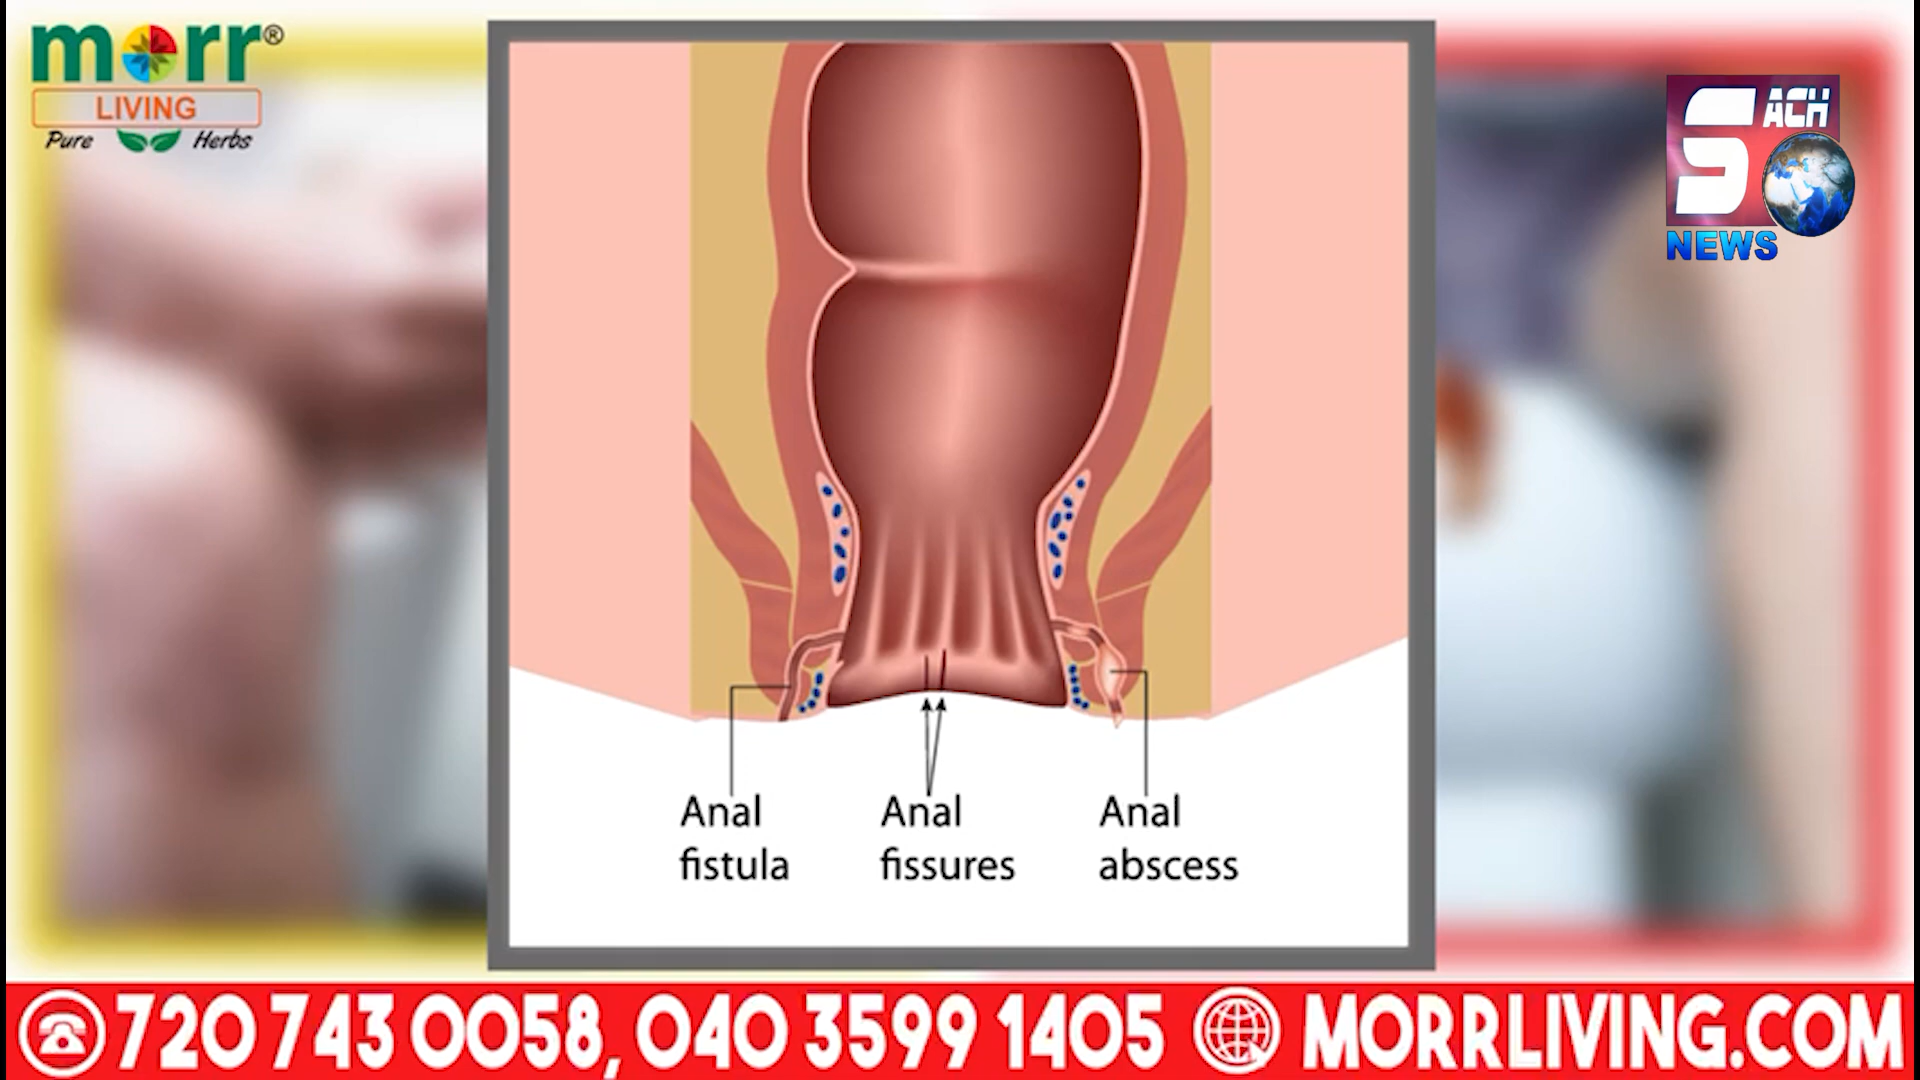 morr®
LIVING
Pure Herbs
SACH
NEWS
Anal fistula
Anal fissures
Anal abscess
720 743 0058, 040 3599 1405 MORRLIVING.COM